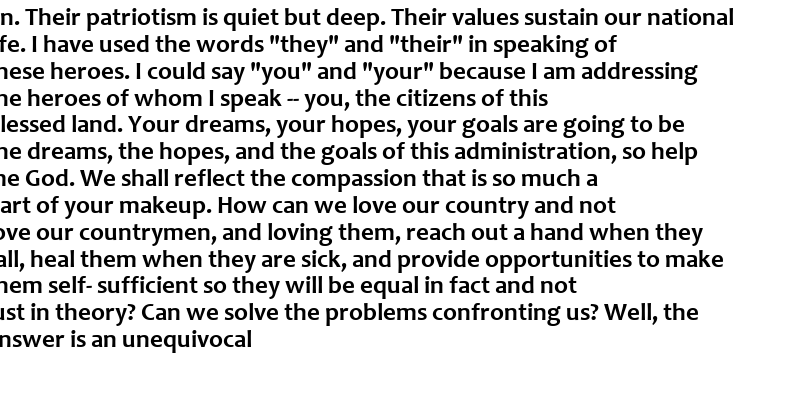 n. Their patriotism is quiet but deep. Their values sustain our national
fe. I have used the words "they" and "their" in speaking of
hese heroes. I could say "you" and "your" because I am addressing
he heroes of whom I speak -- you, the citizens of this
lessed land. Your dreams, your hopes, your goals are going to be
he dreams, the hopes, and the goals of this administration, so help
me God. We shall reflect the compassion that is so much a
art of your makeup. How can we love our country and not
ove our countrymen, and loving them, reach out a hand when they
all, heal them when they are sick, and provide opportunities to make
hem self- sufficient so they will be equal in fact and not
ust in theory? Can we solve the problems confronting us? Well, the
nswer is an unequivocal